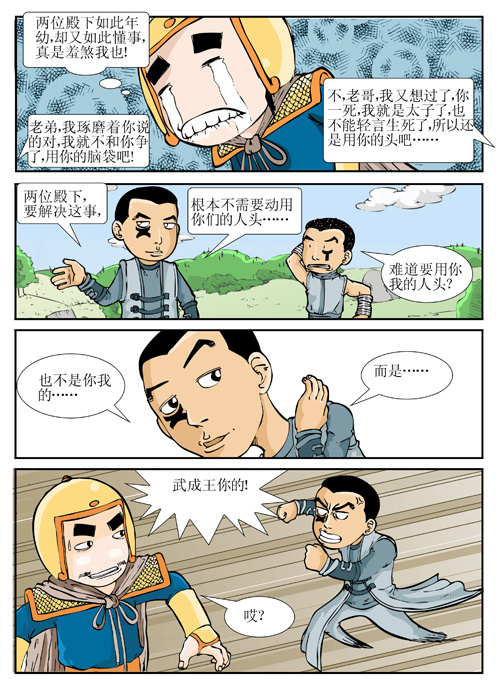 两位殿下如此年
幼,却又如此懂事,
真是羞煞我也!
老弟,我琢磨着你说
的对,我就不和你争
了,用你的脑袋吧!
不,老哥,我又想过了,你
一死,我就是太子了,也
不能轻言生死了,所以还
是用你的头吧……
两位殿下,
要解决这事,
根本不需要动用
你们的人头……
难道要用你
我的人头?
也不是你我
的……
而是……
武成王你的!
哎?